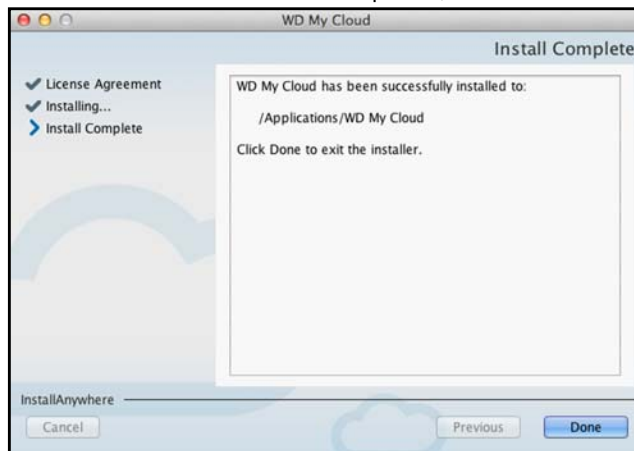 WD My Cloud
Install Complete
License Agreement
Installing...
Install Complete
WD My Cloud has been successfully installed to:
/Applications/WD My Cloud
Click Done to exit the installer.
InstallAnywhere
Cancel
Previous
Done